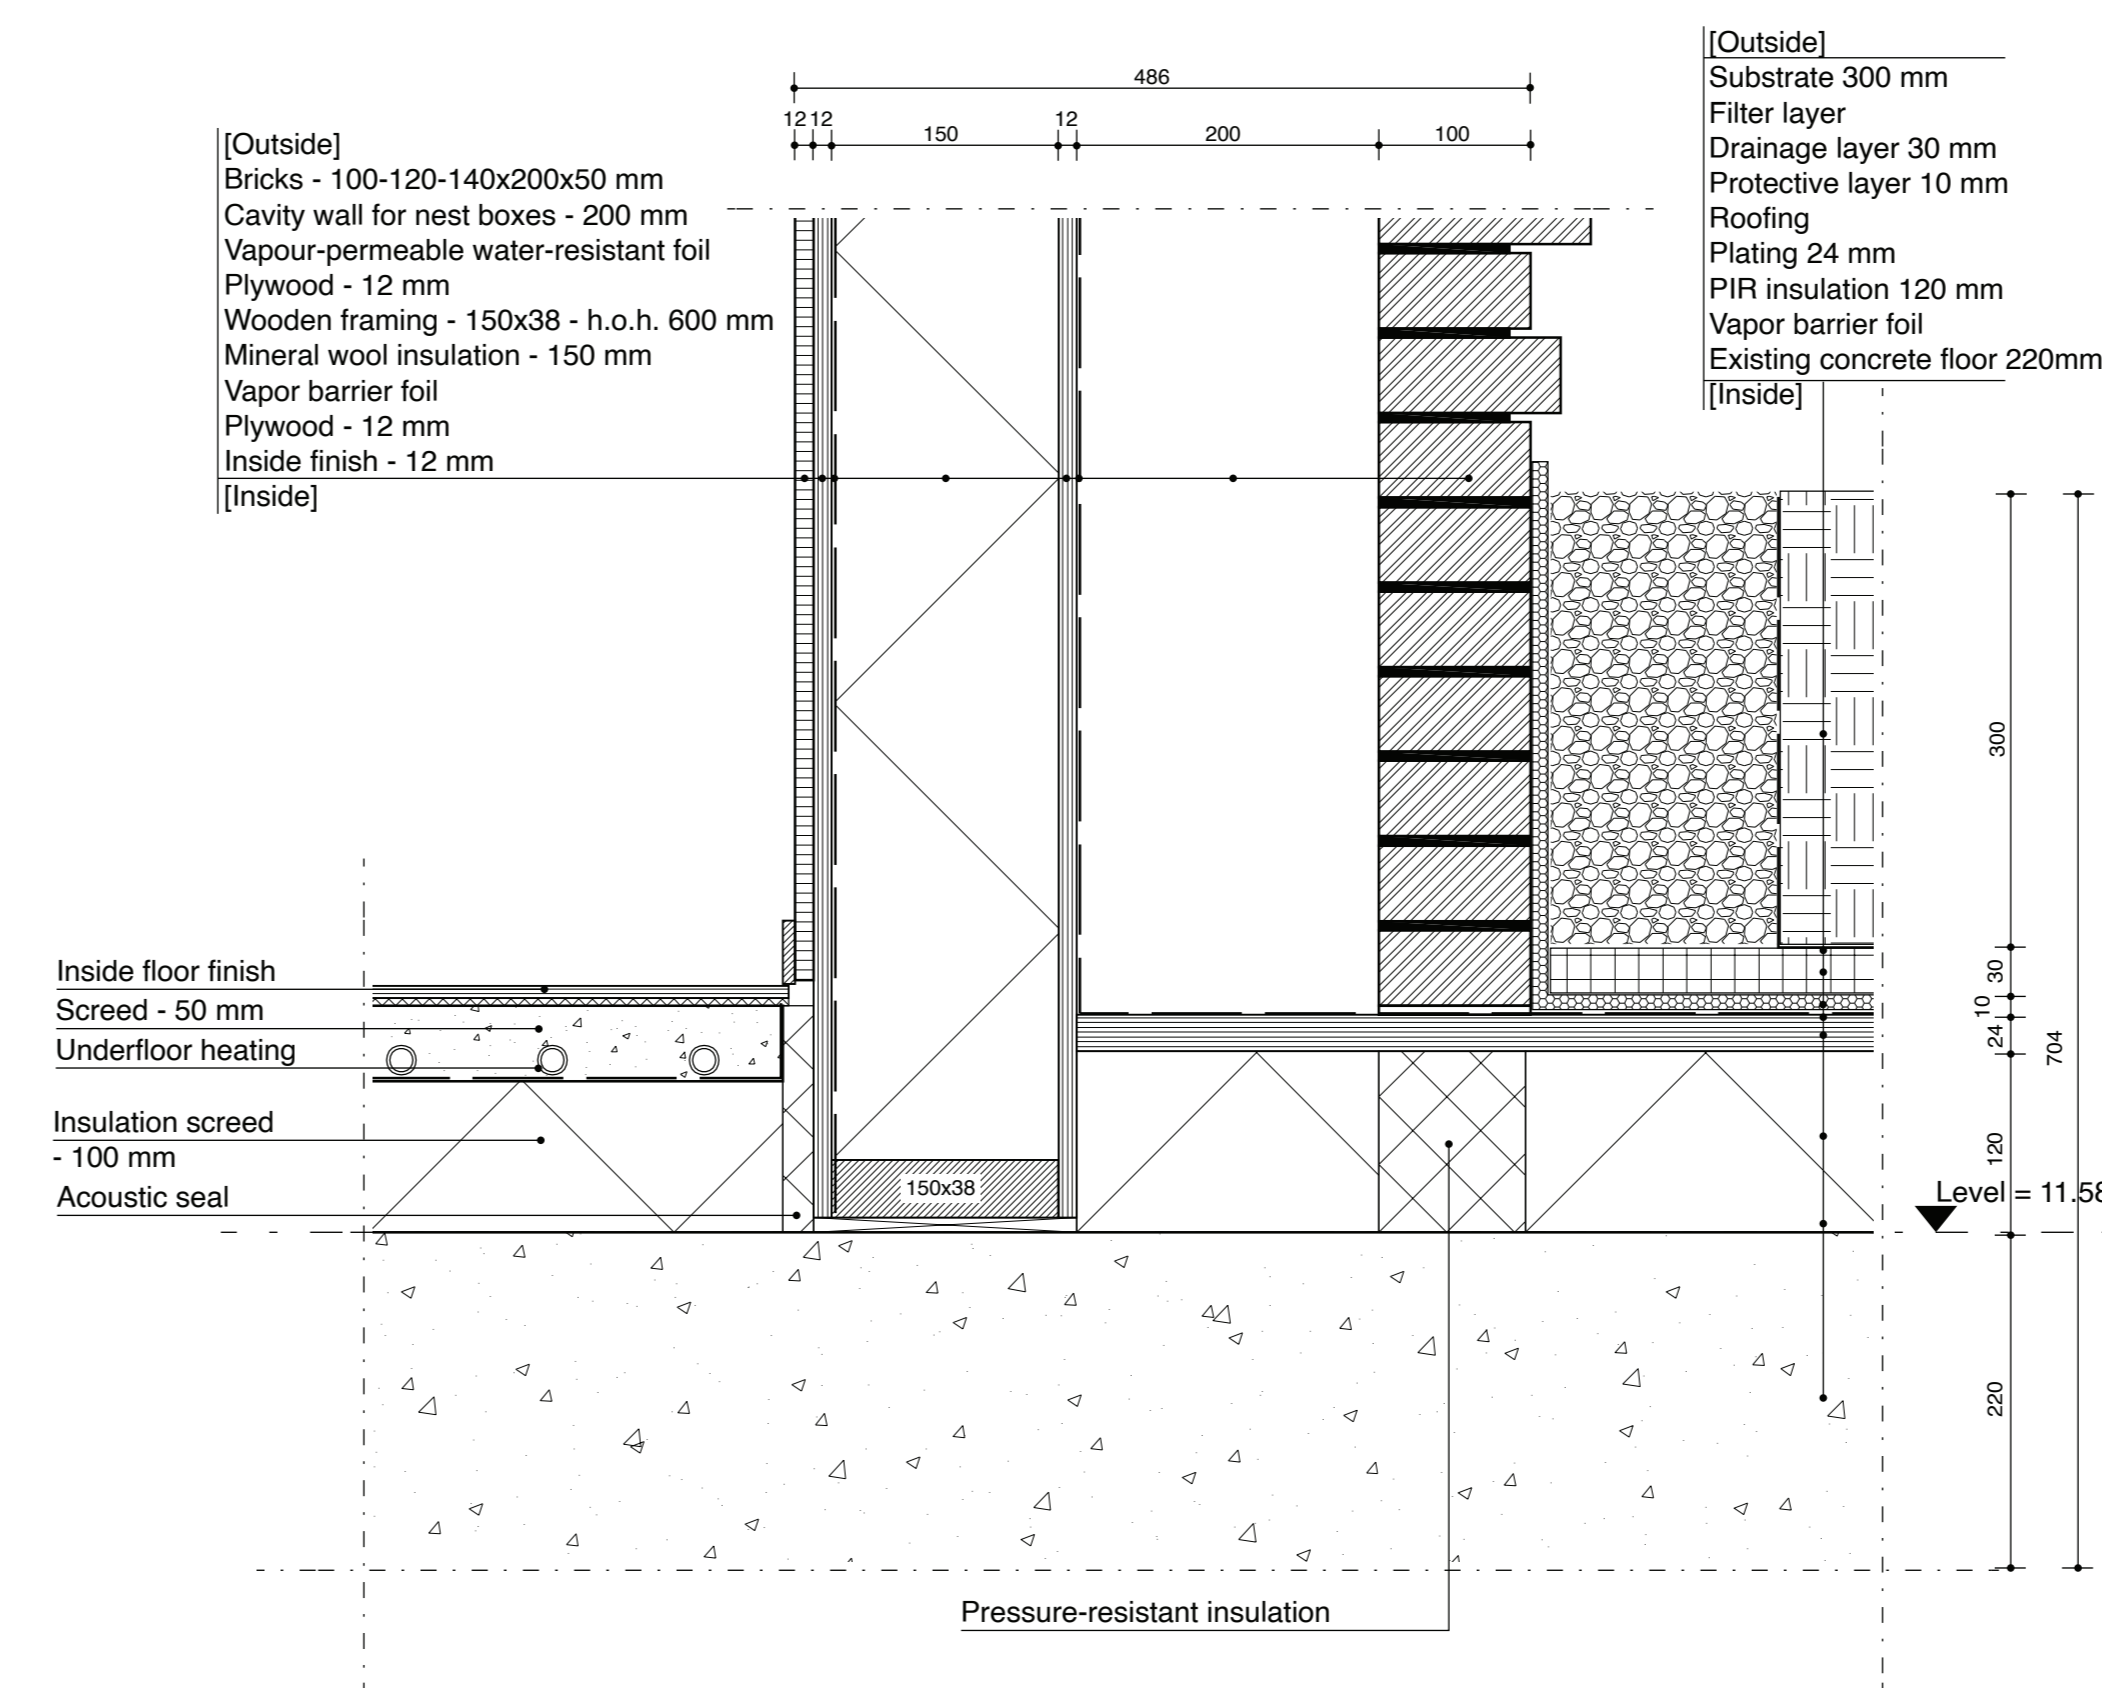 486
12 12
150
12
200
100
[Outside]
Bricks - 100-120-140x200x50 mm
Cavity wall for nest boxes - 200 mm
Vapour-permeable water-resistant foil
Plywood - 12 mm
Wooden framing - 150x38 - h.o.h. 600 mm
Mineral wool insulation - 150 mm
Vapor barrier foil
Plywood - 12 mm
Inside finish - 12 mm
[Inside]
[Outside]
Substrate 300 mm
Filter layer
Drainage layer 30 mm
Protective layer 10 mm
Roofing
Plating 24 mm
PIR insulation 120 mm
Vapor barrier foil
Existing concrete floor 220mm
[Inside]
Inside floor finish
Screed - 50 mm
Underfloor heating
Insulation screed
- 100 mm
Acoustic seal
150x38
300
30
10
24
704
120
Level = 11.58
220
Pressure-resistant insulation